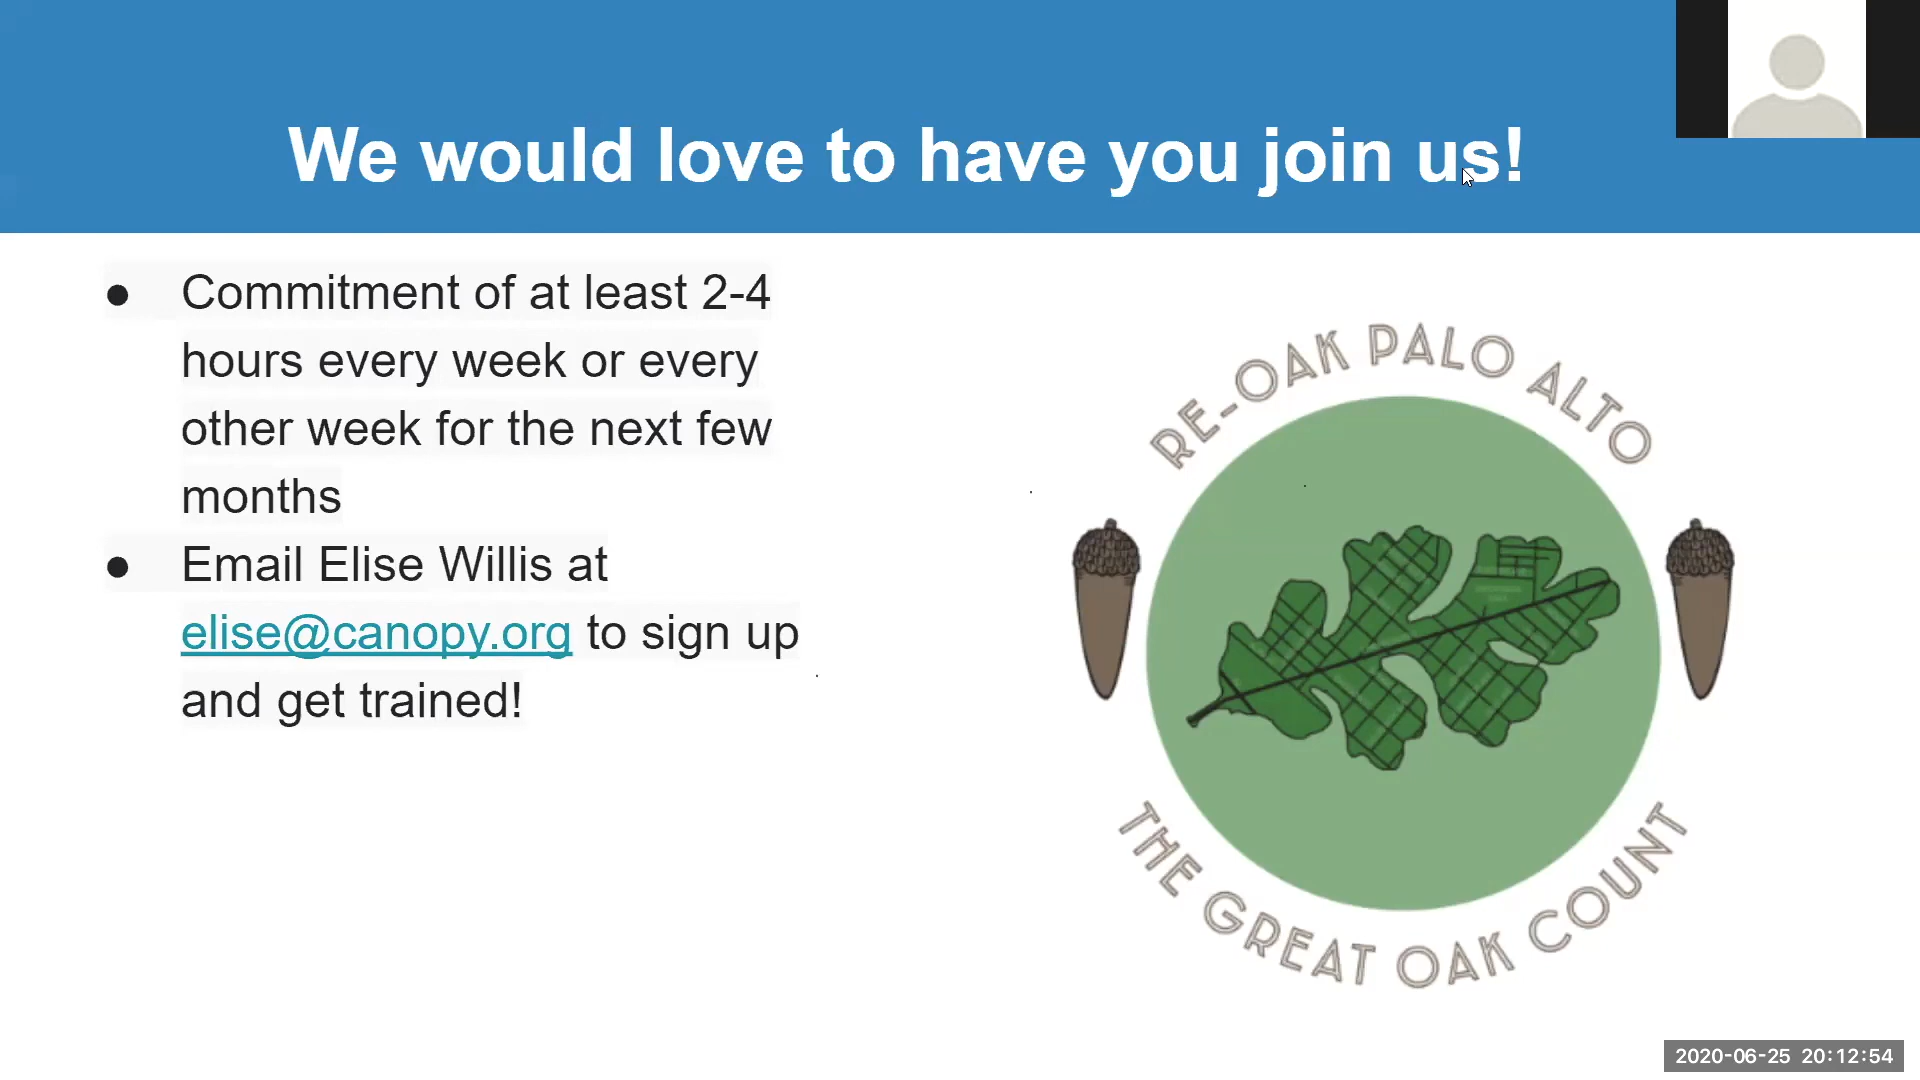 We would love to have you join us!
● Commitment of at least 2-4
hours every week or every
other week for the next few
months
● Email Elise Willis at
elise@canopy.org to sign up
and get trained!
RE-OAK PALO ALTO
THE GREAT OAK COUNT
2020-06-25 20:12:54